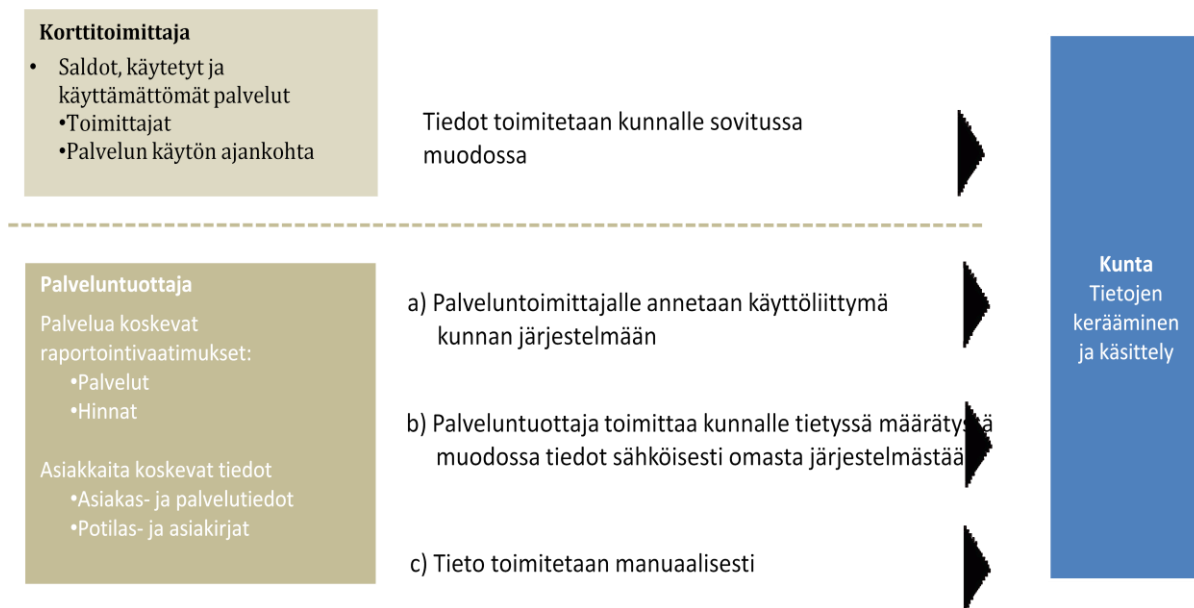 Korttitoimittaja
• Saldot, käytetyt ja
käyttämättömät palvelut
•Toimittajat
•Palvelun käytön ajankohta
Tiedot toimitetaan kunnalle sovitussa
muodossa
Palveluntuottaja
Palvelua koskevat
raportointivaatimukset:
•Palvelut
•Hinnat
Asiakkaita koskevat tiedot
•Asiakas- ja palvelutiedot
•Potilas- ja asiakirjat
a) Palveluntoimittajalle annetaan käyttöliittymä
kunnan järjestelmään
b) Palveluntuottaja toimittaa kunnalle tietyssä määrätyssä
muodossa tiedot sähköisesti omasta järjestelmästää
c) Tieto toimitetaan manuaalisesti
Kunta
Tietojen
kerääminen
ja käsittely